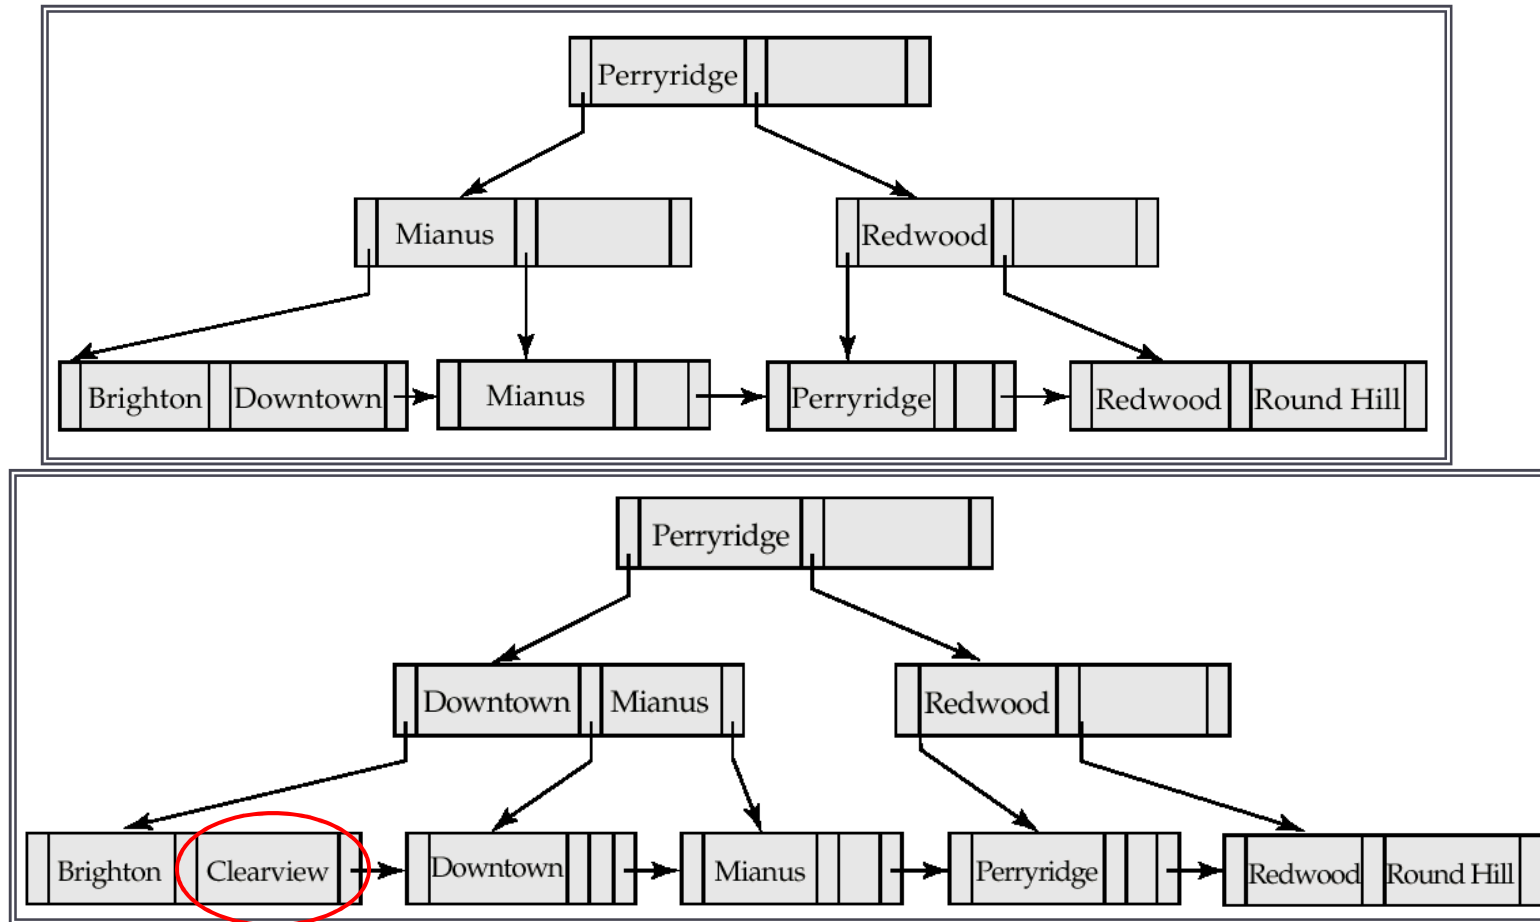 Perryridge
Mianus Redwood
Brighton Downtown Mianus Perryridge Redwood Round Hill
Perryridge
Downtown Mianus Redwood
Brighton Clearview Downtown Mianus Perryridge Redwood Round Hill